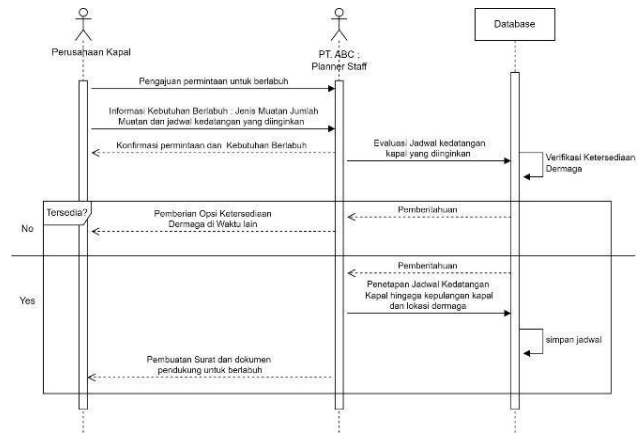 Perusahaan Kapal
PT. ABC :
Planner Staff
Database
Pengajuan permintaan untuk berlabuh
Informasi Kebutuhan Berlabuh : Jenis Muatan Jumlah
Muatan dan jadwal kedatangan yang diinginkan
Konfirmasi permintaan dan Kebutuhan Berlabuh
Evaluasi Jadwal kedatangan
kapal yang diinginkan
Verifikasi Ketersediaan
Dermaga
Tersedia?
No
Pemberitahuan
Pemberian Opsi Ketersediaan
Dermaga di Waktu lain
Yes
Pemberitahuan
Penetapan Jadwal Kedatangan
Kapal hingaga kepulangan kapal
dan lokasi dermaga
simpan jadwal
Pembuatan Surat dan dokumen
pendukung untuk berlabuh